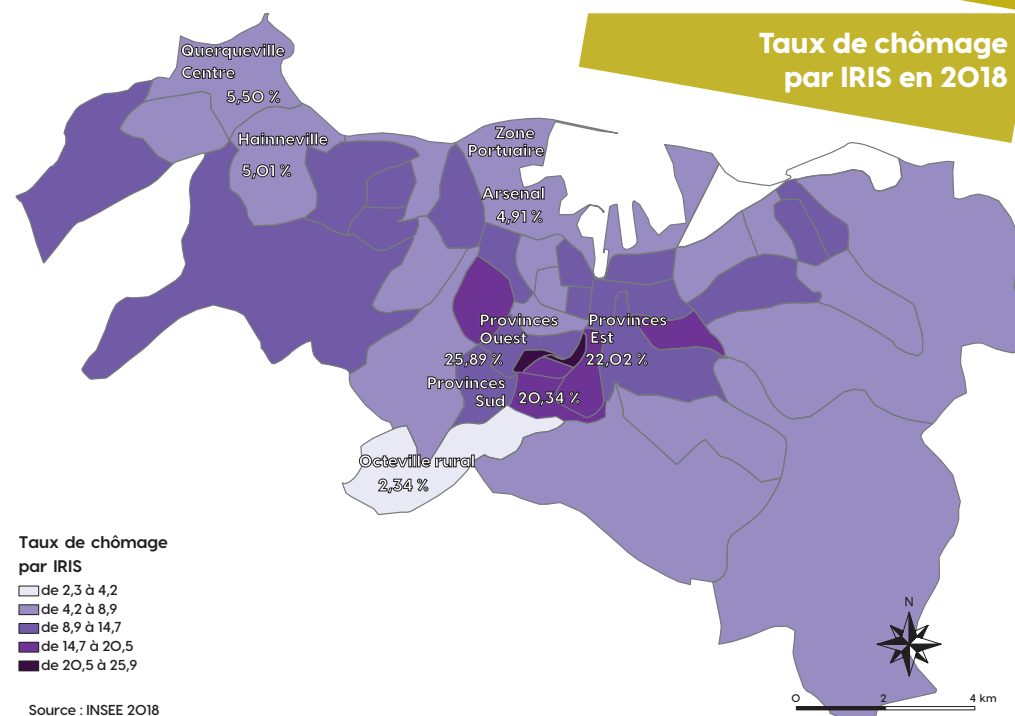 Taux de chômage
par IRIS en 2018
Querqueville
Centre
5,50 %
Hainneville
5,01 %
Zone
Portuaire
Arsenal
4,91 %
Provinces
Ouest
25,89 %
Provinces
Est
22,02 %
Provinces
Sud
20,34 %
Octeville rural
2,34 %
Taux de chômage
par IRIS
de 2,3 à 4,2
de 4,2 à 8,9
de 8,9 à 14,7
de 14,7 à 20,5
de 20,5 à 25,9
Source : INSEE 2018
N
0 2 4 km